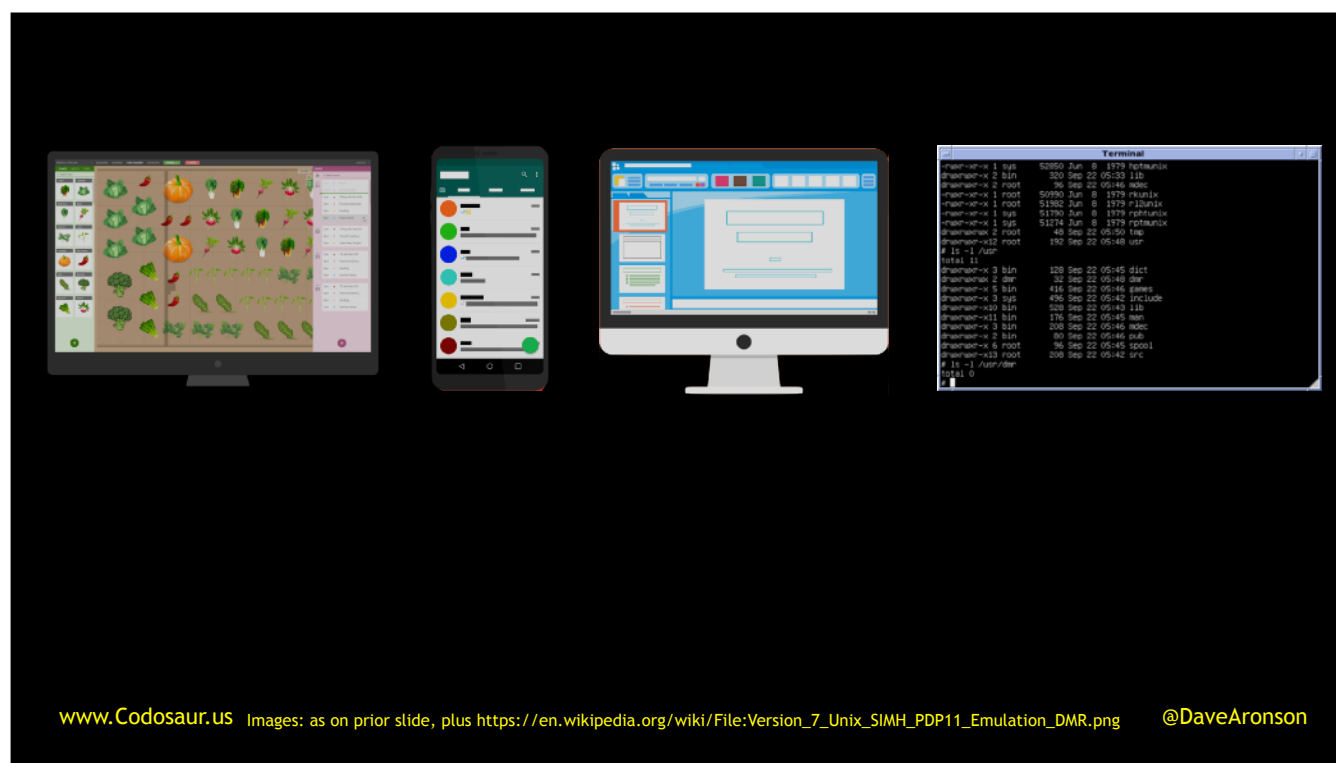 Terminal
-rwxr-xr-x 1 sys 52850 Jun 8 1979 hptmunix
drwxrwxr-x 2 bin 320 Sep 22 05:33 lib
drwxrwxr-x 2 root 96 Sep 22 05:46 mdec
-rwxr-xr-x 1 root 50990 Jun 8 1979 rkunix
-rwxr-xr-x 1 root 51982 Jun 8 1979 rl2unix
-rwxr-xr-x 1 sys 51790 Jun 8 1979 rphtunix
-rwxr-xr-x 1 sys 51274 Jun 8 1979 rptmunix
drwxrwxrwx 2 root 48 Sep 22 05:50 tmp
drwxrwxr-x12 root 192 Sep 22 05:48 usr
# ls -l /usr
total 11
drwxrwxr-x 3 bin 128 Sep 22 05:45 dict
drwxrwxrwx 2 dmr 32 Sep 22 05:48 dmr
drwxrwxr-x 5 bin 416 Sep 22 05:46 games
drwxrwxr-x 3 sys 496 Sep 22 05:42 include
drwxrwxr-x10 bin 528 Sep 22 05:43 lib
drwxrwxr-x11 bin 176 Sep 22 05:45 man
drwxrwxr-x 3 bin 208 Sep 22 05:46 mdec
drwxrwxr-x 2 bin 80 Sep 22 05:46 pub
drwxrwxr-x 6 root 96 Sep 22 05:45 spool
drwxrwxr-x13 root 208 Sep 22 05:42 src
# ls -l /usr/dmr
total 0
#
www.Codosaur.us Images: as on prior slide, plus https://en.wikipedia.org/wiki/File:Version_7_Unix_SIMH_PDP11_Emulation_DMR.png @DaveAronson